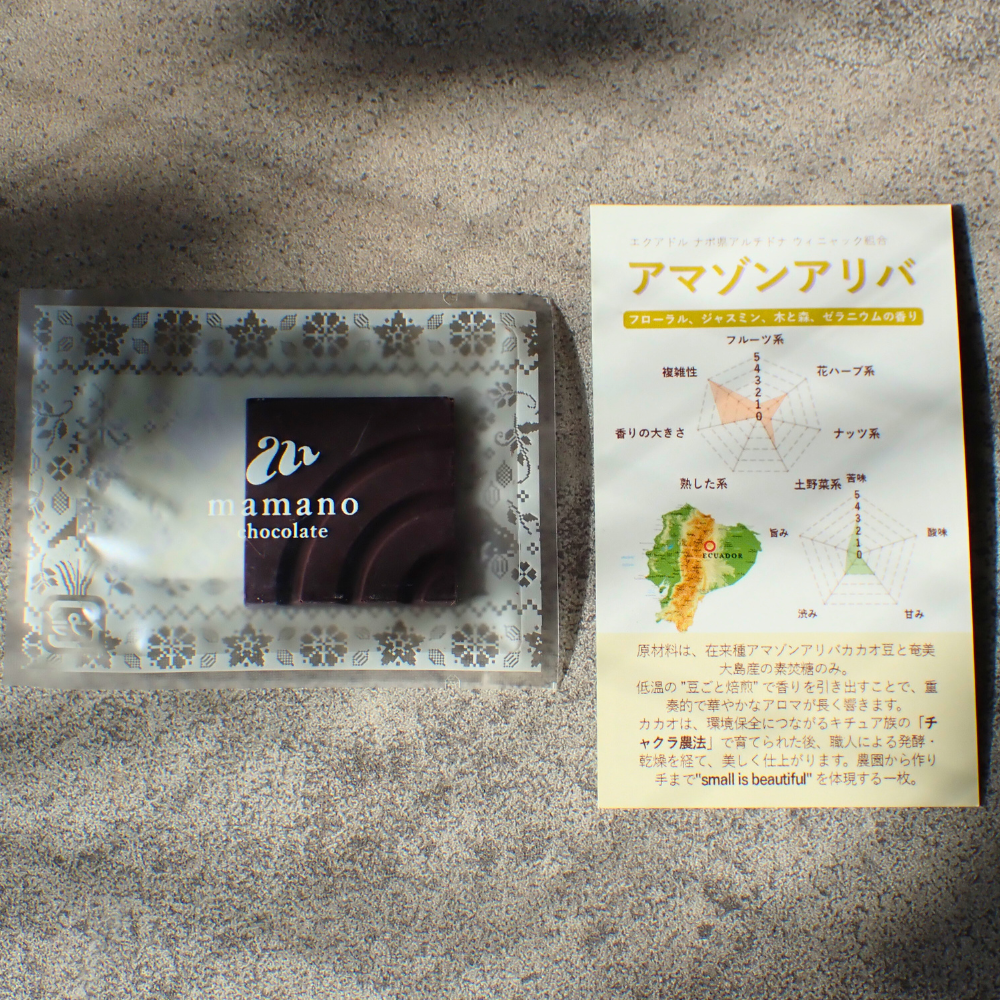 mamano
chocolate
プラ
エクアドル ナポ県アルチドナ ウィニャック組合
アマゾンアリバ
フローラル、ジャスミン、木と森、ゼラニウムの香り
フルーツ系
5
4
3
2
1
0
複雑性
花ハーブ系
香りの大きさ
ナッツ系
熟した系
土野菜系
苦味
5
4
3
2
1
0
旨み
酸味
渋み
甘み
ECUADOR
原材料は、在来種アマゾンアリバカカオ豆と奄美
大島産の素焚糖のみ。
低温の "豆ごと焙煎" で香りを引き出すことで、重
奏的で華やかなアロマが長く響きます。
カカオは、環境保全につながるキチュア族の「チ
ャクラ農法」で育てられた後、職人による発酵・
乾燥を経て、美しく仕上がります。農園から作り
手まで"small is beautiful" を体現する一枚。